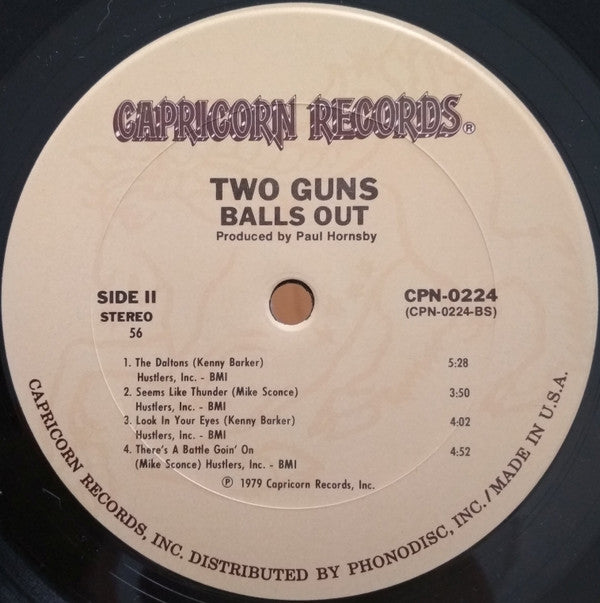 CAPRICORN RECORDS®
TWO GUNS
BALLS OUT
Produced by Paul Hornsby
SIDE II
STEREO
56
CPN-0224
(CPN-0224-BS)
1. The Daltons (Kenny Barker) 5:28
Hustlers, Inc. - BMI
2. Seems Like Thunder (Mike Sconce) 3:50
Hustlers, Inc. - BMI
3. Look In Your Eyes (Kenny Barker) 4:02
Hustlers, Inc. - BMI
4. There's A Battle Goin' On 4:52
(Mike Sconce) Hustlers, Inc. - BMI
℗ 1979 Capricorn Records, Inc.
CAPRICORN RECORDS, INC. DISTRIBUTED BY PHONODISC, INC./MADE IN U.S.A.